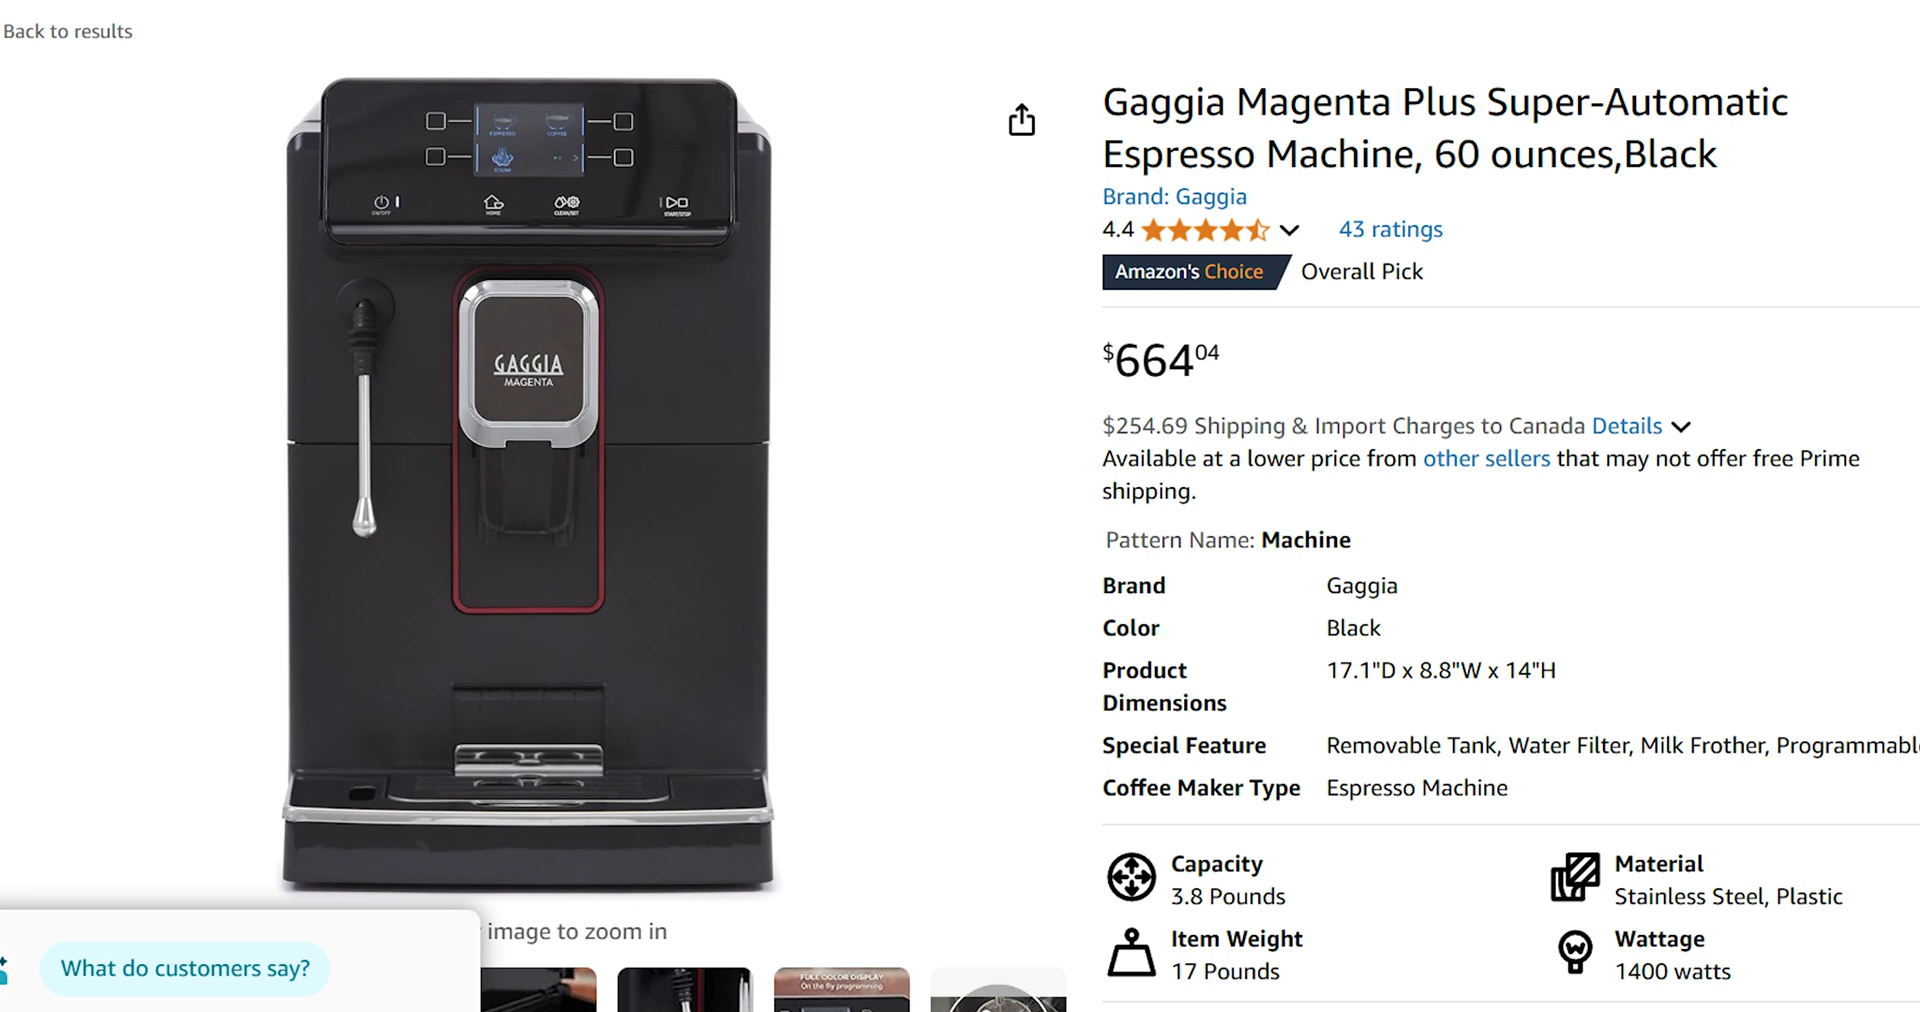 Back to results
ESPRESSO
COFFEE
STEAM
ON/OFF
HOME
CLEAN/SET
START/STOP
GAGGIA
MAGENTA
Gaggia Magenta Plus Super-Automatic
Espresso Machine, 60 ounces,Black
Brand: Gaggia
4.4
43 ratings
Amazon's Choice Overall Pick
$664 04
$254.69 Shipping & Import Charges to Canada Details
Available at a lower price from other sellers that may not offer free Prime
shipping.
Pattern Name: Machine
Brand Gaggia
Color Black
Product 17.1"D x 8.8"W x 14"H
Dimensions
Special Feature Removable Tank, Water Filter, Milk Frother,
Coffee Maker Type Espresso Machine
Capacity
3.8 Pounds
Material
Stainless Steel, Plastic
Item Weight
17 Pounds
Wattage
1400 watts
image to zoom in
What do customers say?
FULL COLOR DISPLAY
On the fly programming